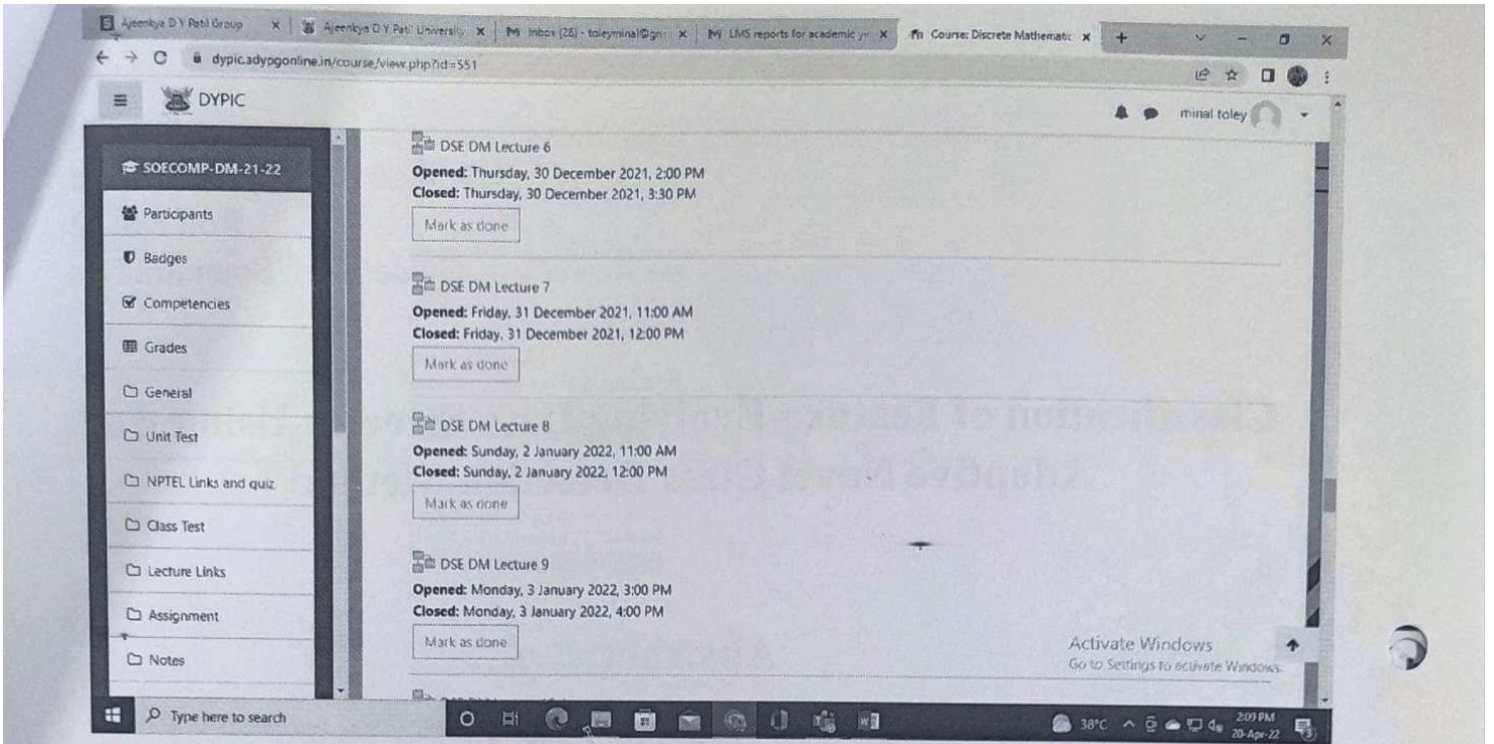 Ajeenkya D Y Patil Group
Ajeenkya D Y Patil University
Inbox (28) - toleyminal@gm
LMS reports for academic ye
Course: Discrete Mathematic
dypic.adypgonline.in/course/view.php?id=551
DYPIC
minal toley
SOECOMP-DM-21-22
Participants
Badges
Competencies
Grades
General
Unit Test
NPTEL Links and quiz
Class Test
Lecture Links
Assignment
Notes
DSE DM Lecture 6
Opened: Thursday, 30 December 2021, 2:00 PM
Closed: Thursday, 30 December 2021, 3:30 PM
Mark as done
DSE DM Lecture 7
Opened: Friday, 31 December 2021, 11:00 AM
Closed: Friday, 31 December 2021, 12:00 PM
Mark as done
DSE DM Lecture 8
Opened: Sunday, 2 January 2022, 11:00 AM
Closed: Sunday, 2 January 2022, 12:00 PM
Mark as done
DSE DM Lecture 9
Opened: Monday, 3 January 2022, 3:00 PM
Closed: Monday, 3 January 2022, 4:00 PM
Mark as done
Activate Windows
Go to Settings to activate Windows.
Type here to search
38°C
2:09 PM
20-Apr-22